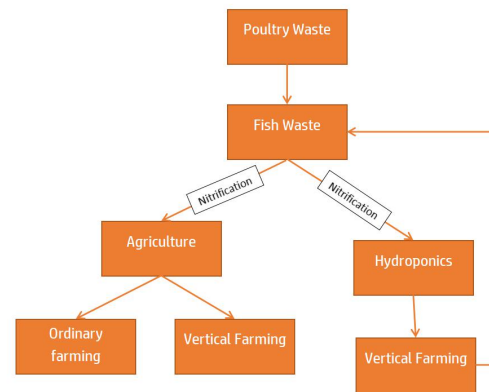 Poultry Waste
Fish Waste
Nitrification
Nitrification
Agriculture
Hydroponics
Ordinary
farming
Vertical Farming
Vertical Farming